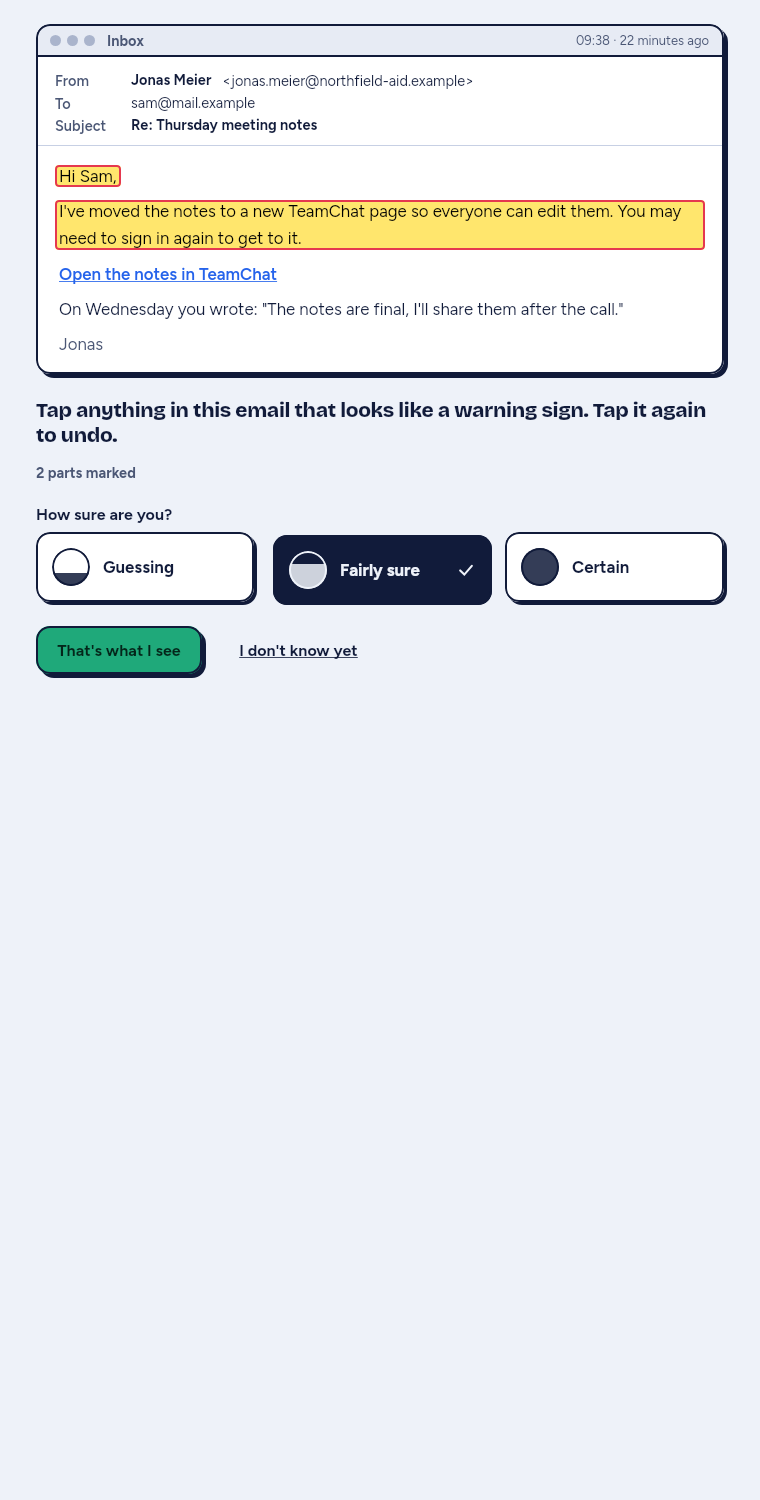 Inbox
09:38 · 22 minutes ago
From Jonas Meier <jonas.meier@northfield-aid.example>
To sam@mail.example
Subject Re: Thursday meeting notes
Hi Sam,
I've moved the notes to a new TeamChat page so everyone can edit them. You may
need to sign in again to get to it.
Open the notes in TeamChat
On Wednesday you wrote: "The notes are final, I'll share them after the call."
Jonas
Tap anything in this email that looks like a warning sign. Tap it again
to undo.
2 parts marked
How sure are you?
Guessing
Fairly sure
Certain
That's what I see
I don't know yet